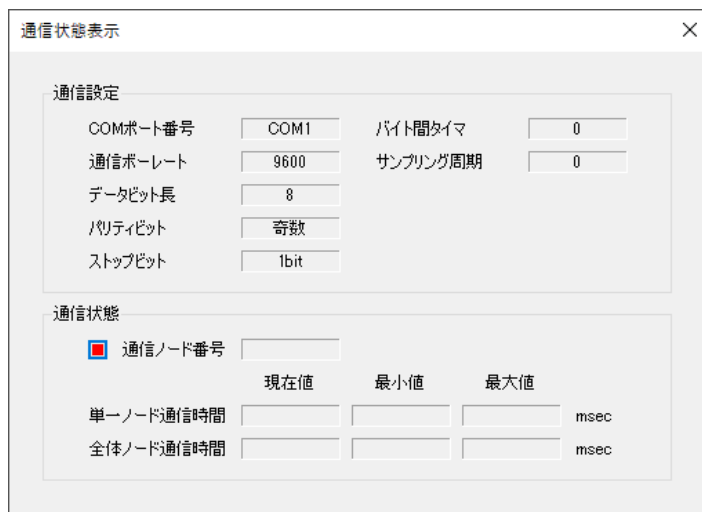 通信状態表示
通信設定
COMポート番号 COM1 バイト間タイマ 0
通信ボーレート 9600 サンプリング周期 0
データビット長 8
パリティビット 奇数
ストップビット 1bit
通信状態
通信ノード番号
現在値 最小値 最大値
単一ノード通信時間 msec
全体ノード通信時間 msec